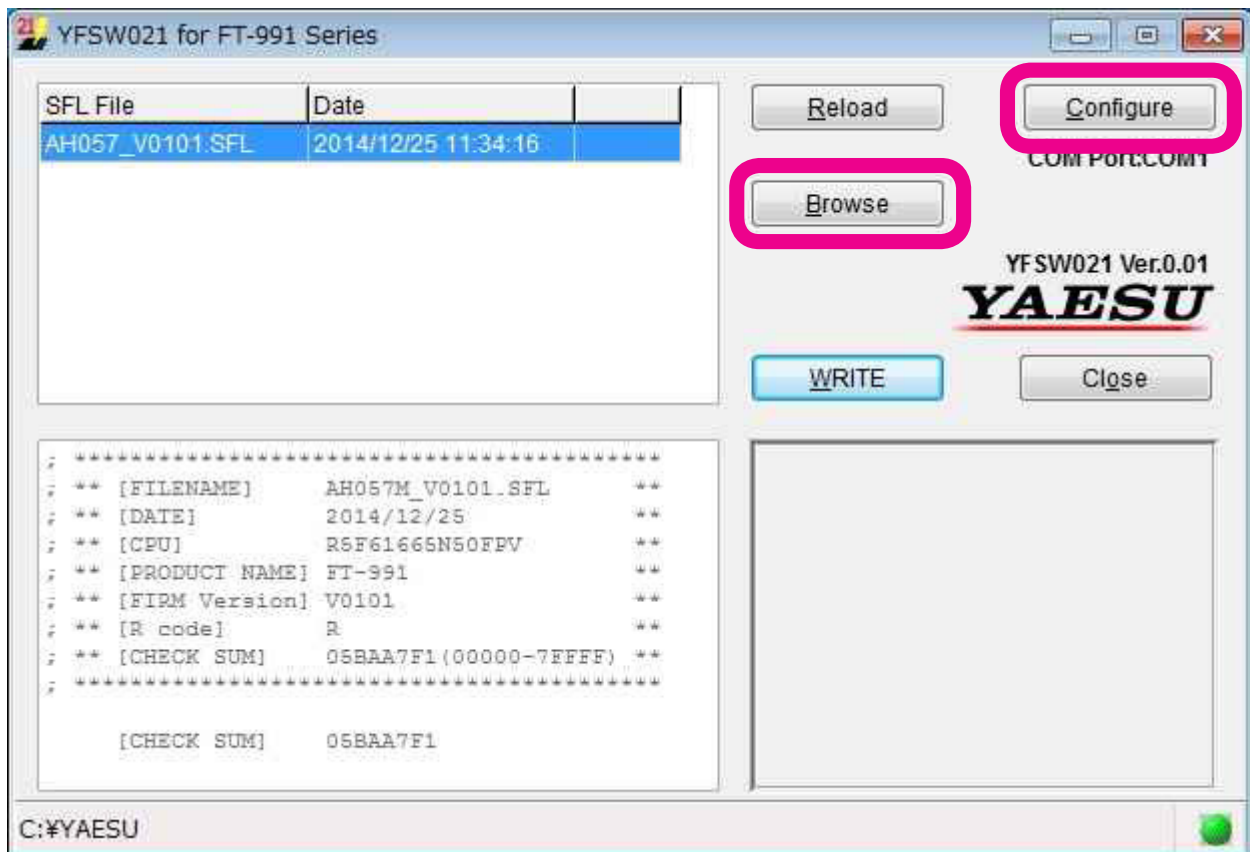 21 YFSW021 for FT-991 Series
SFL File Date
AH057_V0101.SFL 2014/12/25 11:34:16
Reload
Configure
COM Port:COM1
Browse
YFSW021 Ver.0.01
YAESU
WRITE
Close
; ******************************************
; ** [FILENAME] AH057M_V0101.SFL **
; ** [DATE] 2014/12/25 **
; ** [CPU] R5F61665N50FPV **
; ** [PRODUCT NAME] FT-991 **
; ** [FIRM Version] V0101 **
; ** [R code] R **
; ** [CHECK SUM] 05BAA7F1(00000-7FFFF) **
; ******************************************
[CHECK SUM] 05BAA7F1
C:¥YAESU